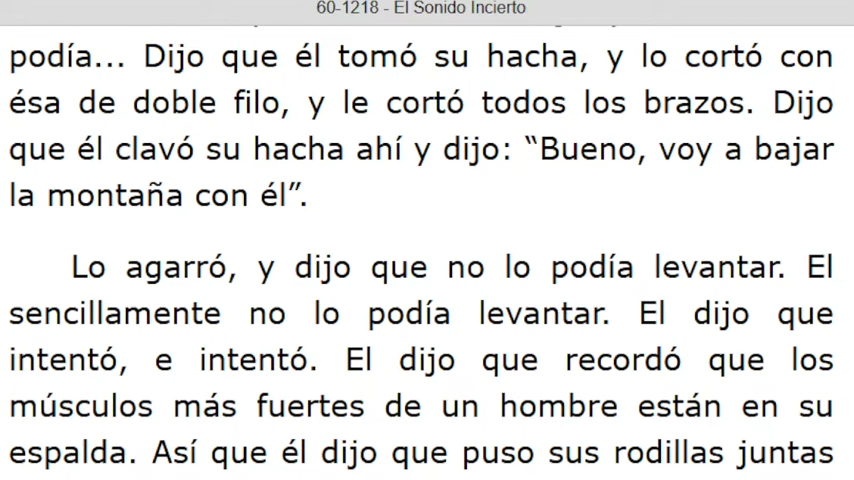 60-1218 - El Sonido Incierto
podía... Dijo que él tomó su hacha, y lo cortó con
ésa de doble filo, y le cortó todos los brazos. Dijo
que él clavó su hacha ahí y dijo: “Bueno, voy a bajar
la montaña con él”.
Lo agarró, y dijo que no lo podía levantar. El
sencillamente no lo podía levantar. El dijo que
intentó, e intentó. El dijo que recordó que los
músculos más fuertes de un hombre están en su
espalda. Así que él dijo que puso sus rodillas juntas